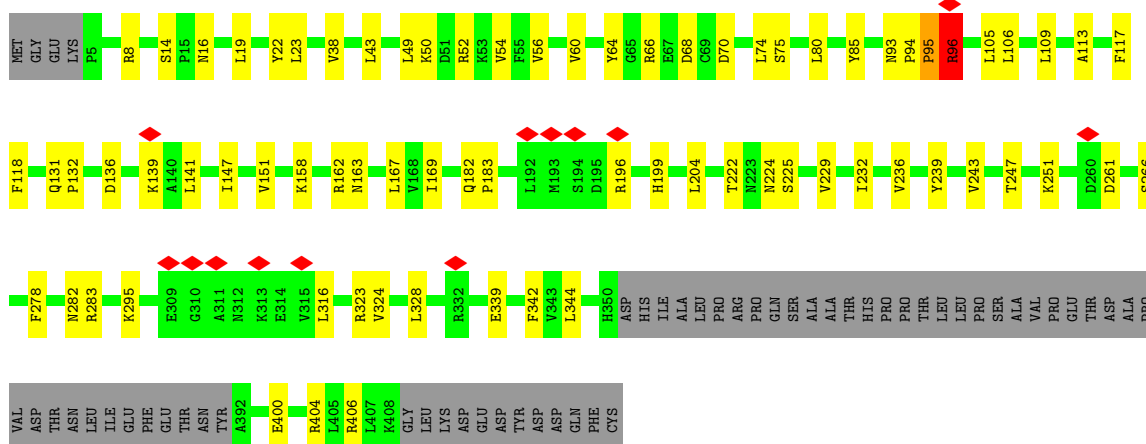 MET GLY GLU LYS P5 R8 S14 P15 N16 L19 Y22 L23 V38 L43 L49 K50 D51 R52 K53 V54 F55 V56 V60 Y64 G65 R66 E67 D68 C69 D70 L74 S75 L80 Y85 N93 P94 P95 R96 L105 L106 L109 A113 F117
F118 Q131 P132 D136 K139 A140 L141 I147 V151 K158 R162 N163 L167 V168 I169 Q182 P183 L192 M193 S194 D195 R196 H199 L204 T222 N223 N224 S225 V229 I232 V236 Y239 V243 T247 K251 D260 D261 S266
F278 N282 R283 K295 E309 G310 A311 N312 K313 E314 V315 L316 R323 V324 L328 R332 E339 F342 V343 L344 H350 ASP HIS ILE ALA LEU PRO ARG PRO GLN SER ALA ALA THR HIS PRO PRO THR LEU LEU PRO SER ALA VAL PRO GLU THR ASP ALA PRO
VAL ASP THR ASN LEU ILE GLU PHE GLU THR ASN TYR A392 E400 R404 L405 R406 L407 K408 GLY LEU LYS ASP GLU ASP TYR ASP ASP GLN PHE CYS